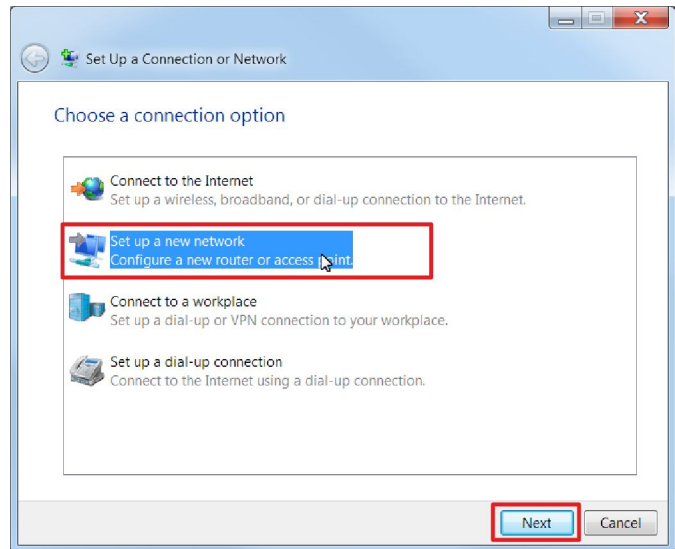 Set Up a Connection or Network
Choose a connection option
Connect to the Internet
Set up a wireless, broadband, or dial-up connection to the Internet.
Set up a new network
Configure a new router or access point.
Connect to a workplace
Set up a dial-up or VPN connection to your workplace.
Set up a dial-up connection
Connect to the Internet using a dial-up connection.
Next Cancel